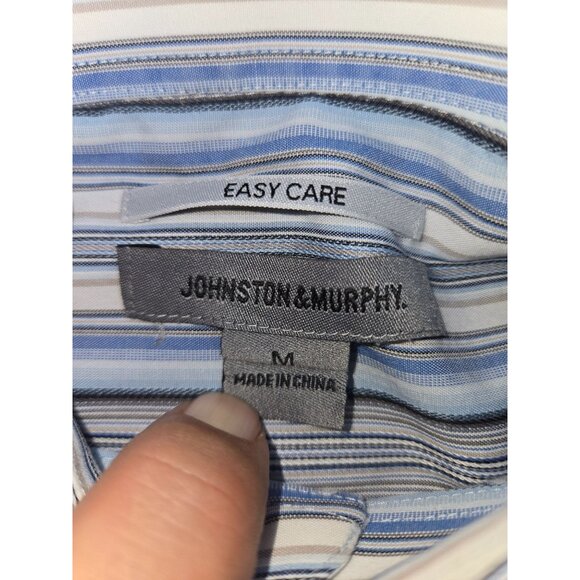 EASY CARE
JOHNSTON & MURPHY.
M
MADE IN CHINA